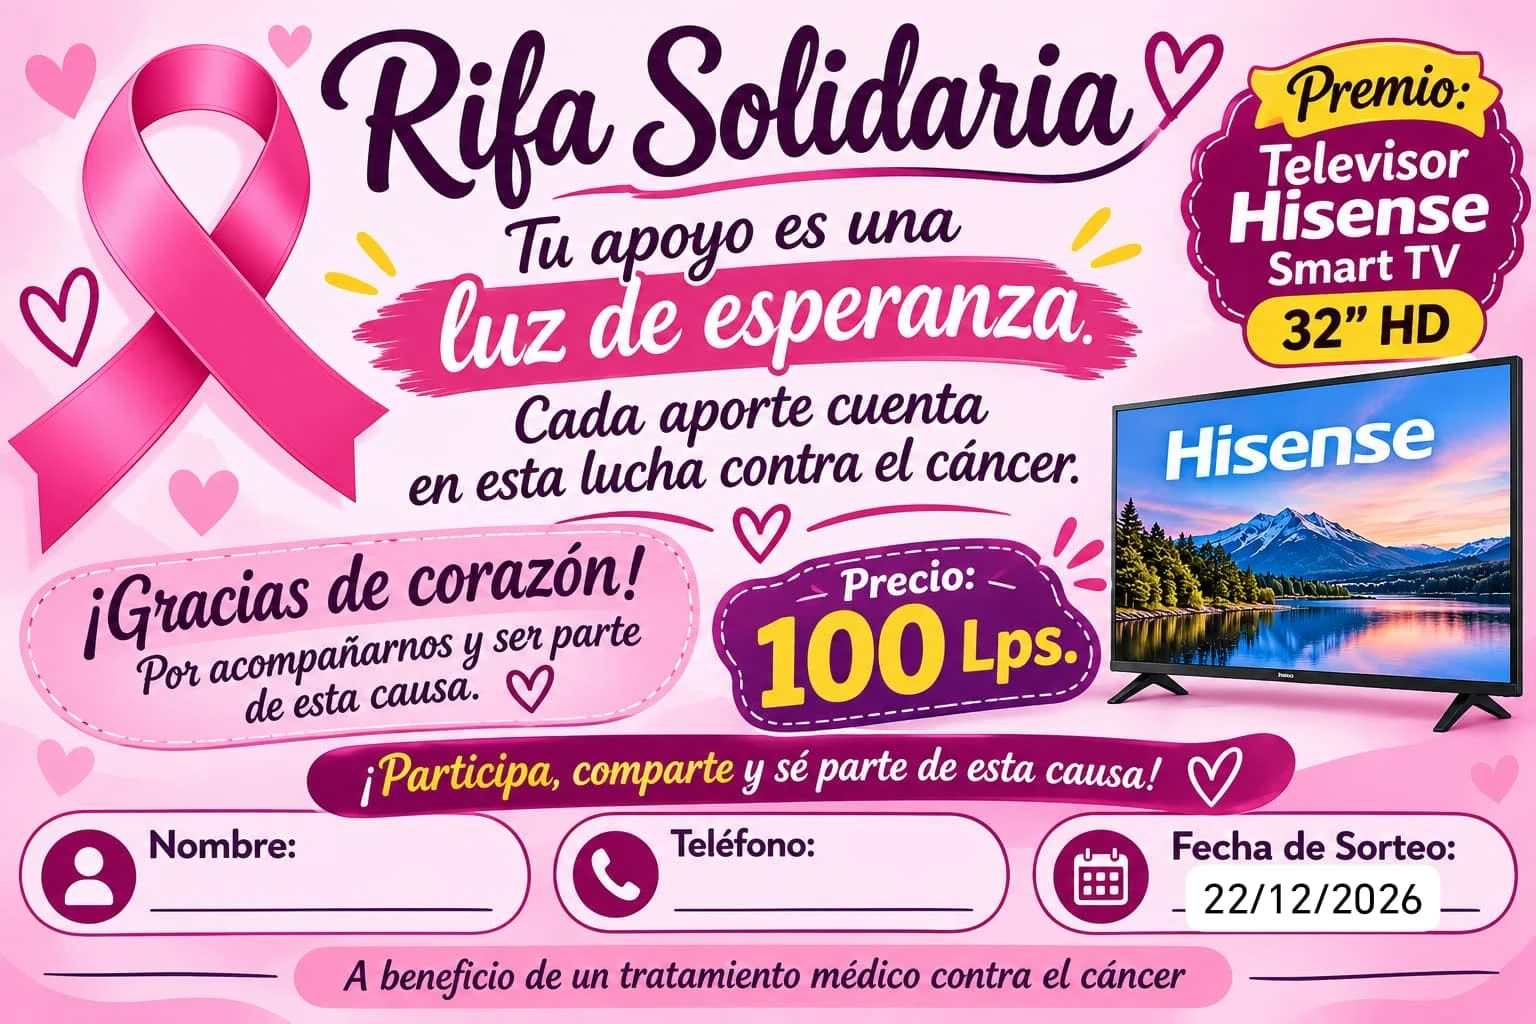 Rifa Solidaria
Tu apoyo es una
luz de esperanza.
Cada aporte cuenta
en esta lucha contra el cáncer.
Premio:
Televisor
Hisense
Smart TV
32” HD
Hisense
¡Gracias de corazón!
Por acompañarnos y ser parte
de esta causa.
Precio:
100 Lps.
¡Participa, comparte y sé parte de esta causa!
Nombre:
Teléfono:
Fecha de Sorteo:
22/12/2026
A beneficio de un tratamiento médico contra el cáncer